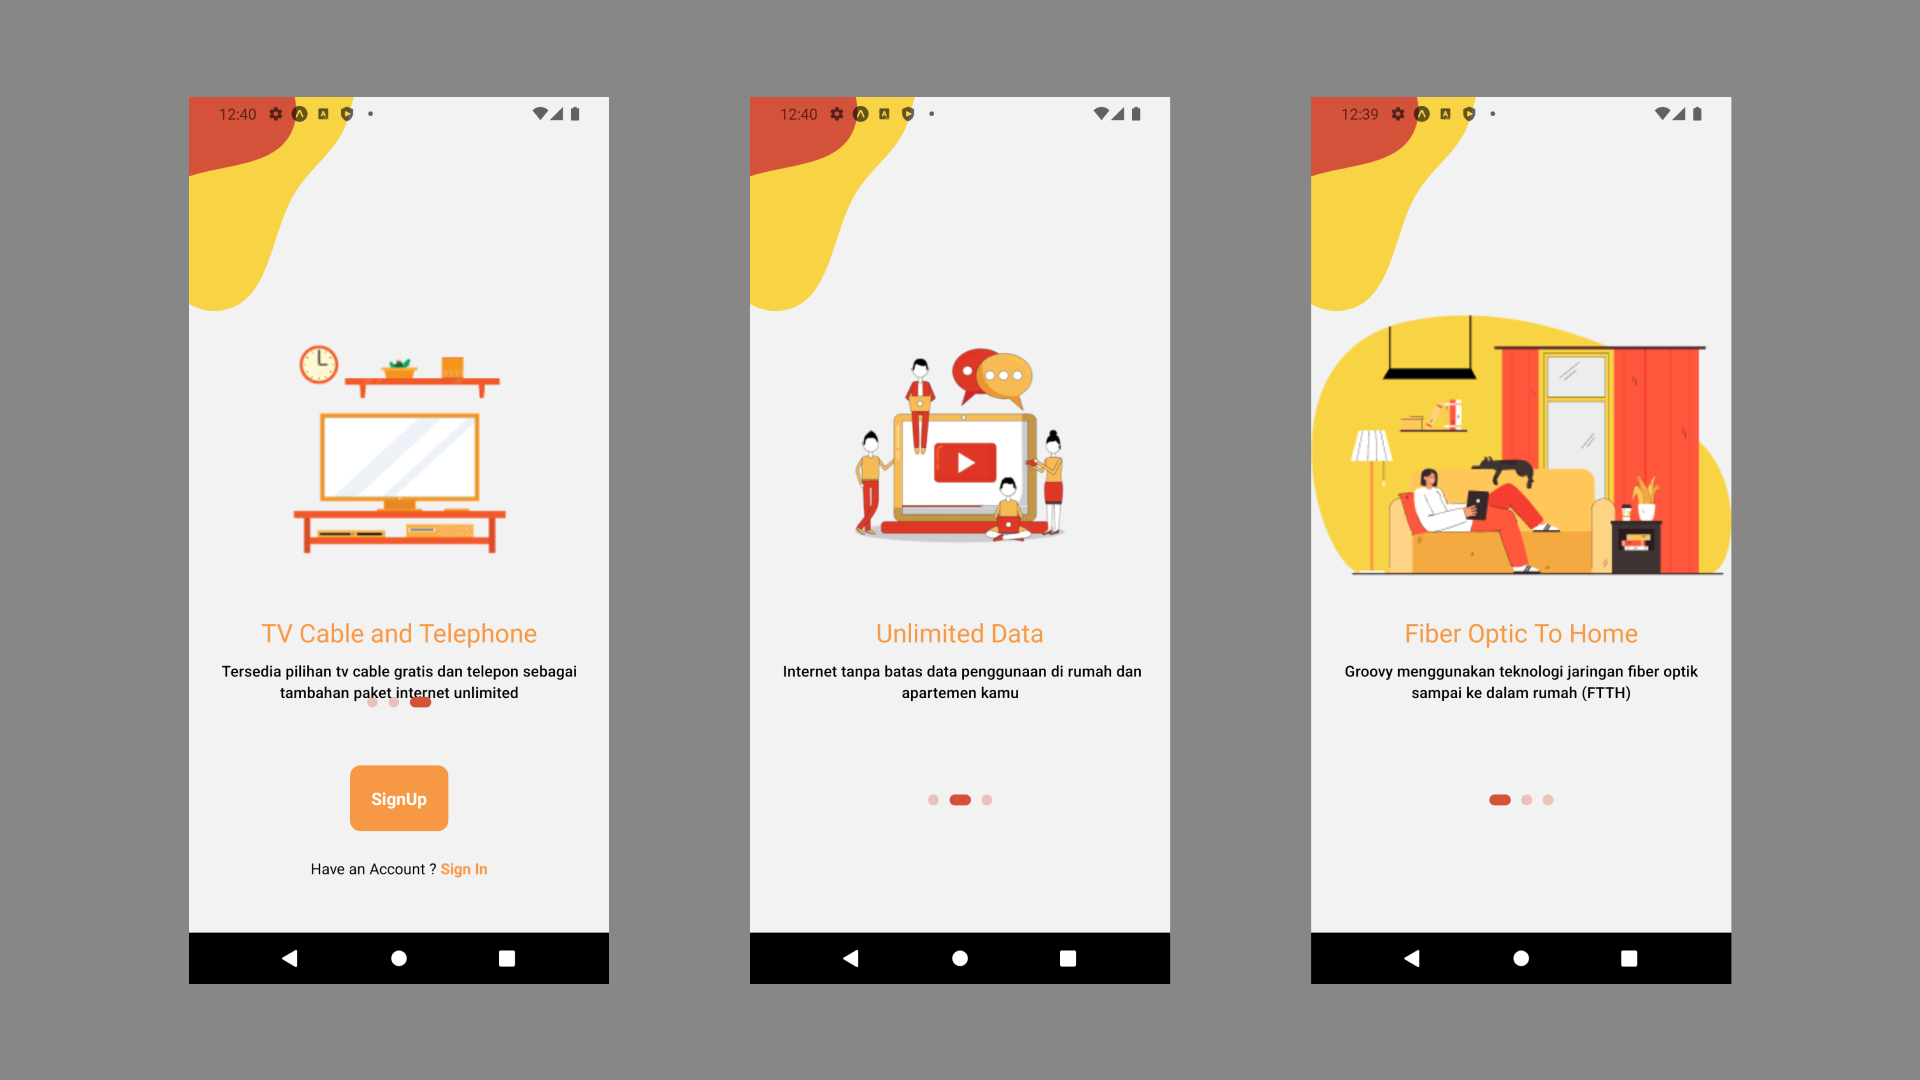 12:40
TV Cable and Telephone
Tersedia pilihan tv cable gratis dan telepon sebagai
tambahan paket internet unlimited
SignUp
Have an Account ? Sign In
12:40
Unlimited Data
Internet tanpa batas data penggunaan di rumah dan
apartemen kamu
12:39
Fiber Optic To Home
Groovy menggunakan teknologi jaringan fiber optik
sampai ke dalam rumah (FTTH)